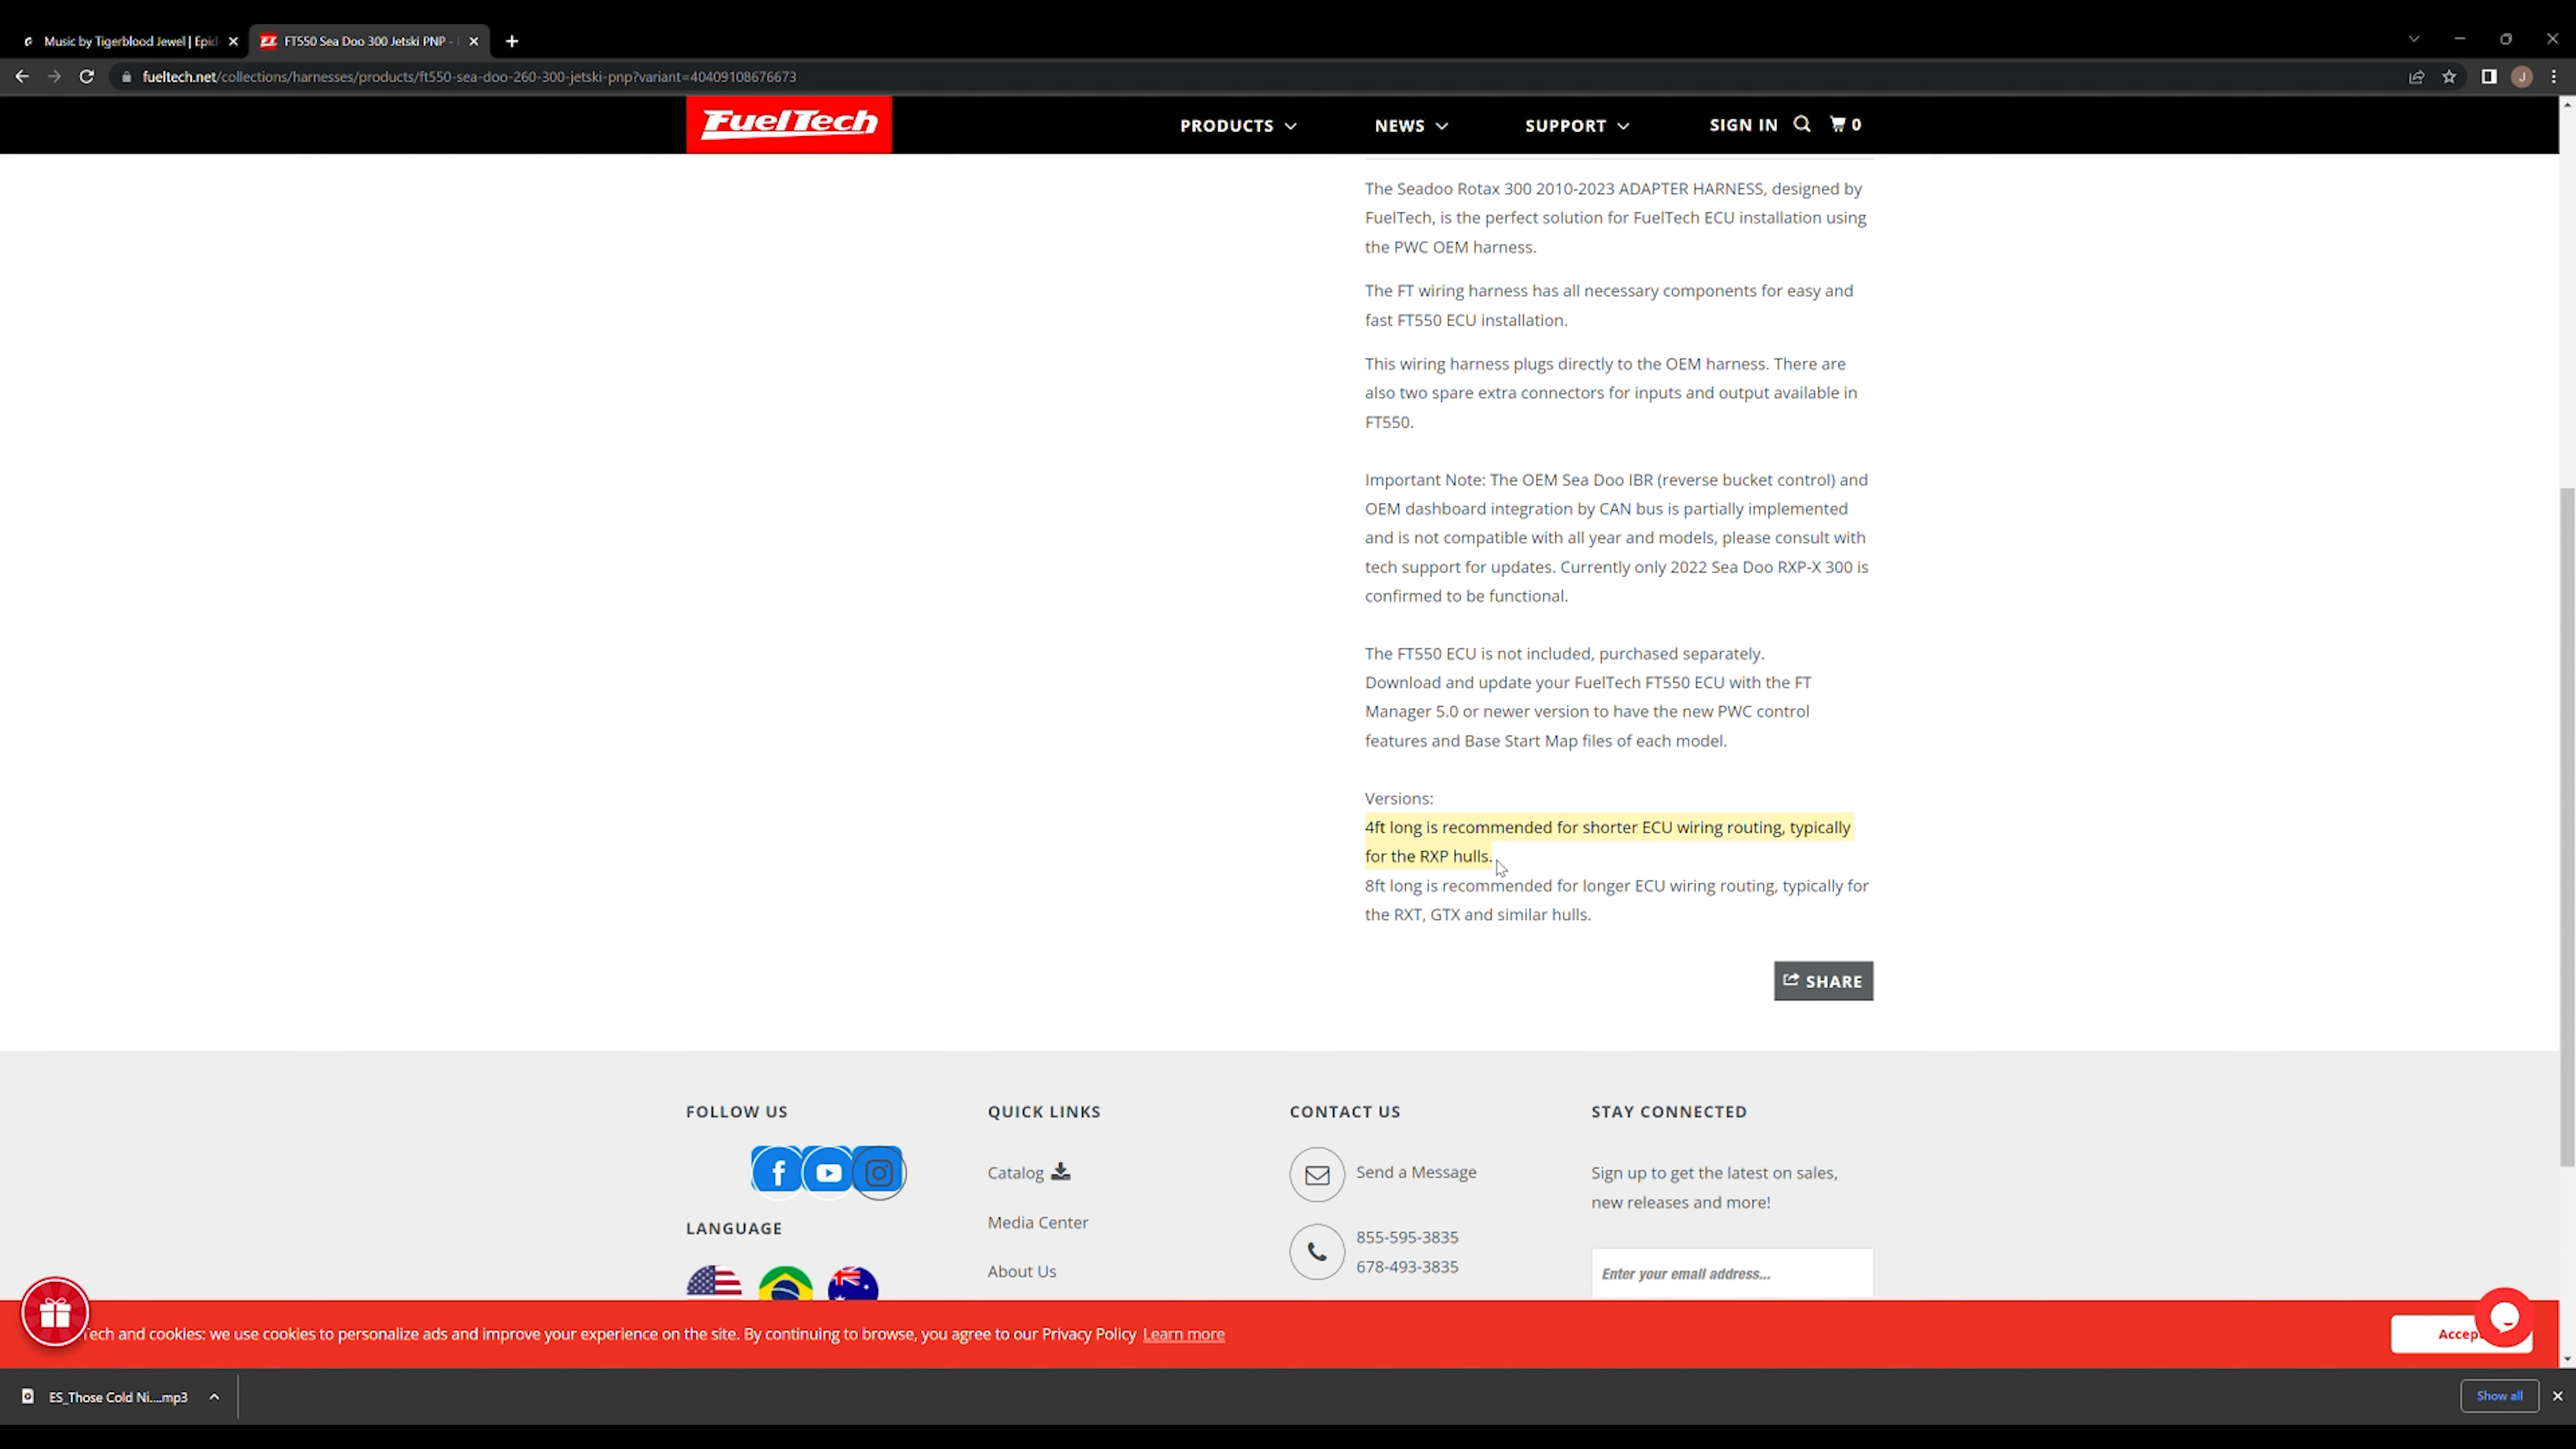 Music by Tigerblood Jewel | Epid
FT550 Sea Doo 300 Jetski PNP -
fueltech.net/collections/harnesses/products/ft550-sea-doo-260-300-jetski-pnp?variant=40409108676673
J
FuelTech
PRODUCTS
NEWS
SUPPORT
SIGN IN
0
The Seadoo Rotax 300 2010-2023 ADAPTER HARNESS, designed by
FuelTech, is the perfect solution for FuelTech ECU installation using
the PWC OEM harness.
The FT wiring harness has all necessary components for easy and
fast FT550 ECU installation.
This wiring harness plugs directly to the OEM harness. There are
also two spare extra connectors for inputs and output available in
FT550.
Important Note: The OEM Sea Doo IBR (reverse bucket control) and
OEM dashboard integration by CAN bus is partially implemented
and is not compatible with all year and models, please consult with
tech support for updates. Currently only 2022 Sea Doo RXP-X 300 is
confirmed to be functional.
The FT550 ECU is not included, purchased separately.
Download and update your FuelTech FT550 ECU with the FT
Manager 5.0 or newer version to have the new PWC control
features and Base Start Map files of each model.
Versions:
4ft long is recommended for shorter ECU wiring routing, typically
for the RXP hulls.
8ft long is recommended for longer ECU wiring routing, typically for
the RXT, GTX and similar hulls.
SHARE
FOLLOW US
LANGUAGE
QUICK LINKS
Catalog
Media Center
About Us
CONTACT US
Send a Message
855-595-3835
678-493-3835
STAY CONNECTED
Sign up to get the latest on sales,
new releases and more!
Enter your email address...
Tech and cookies: we use cookies to personalize ads and improve your experience on the site. By continuing to browse, you agree to our Privacy Policy Learn more
Accep
ES_Those Cold Ni....mp3
Show all